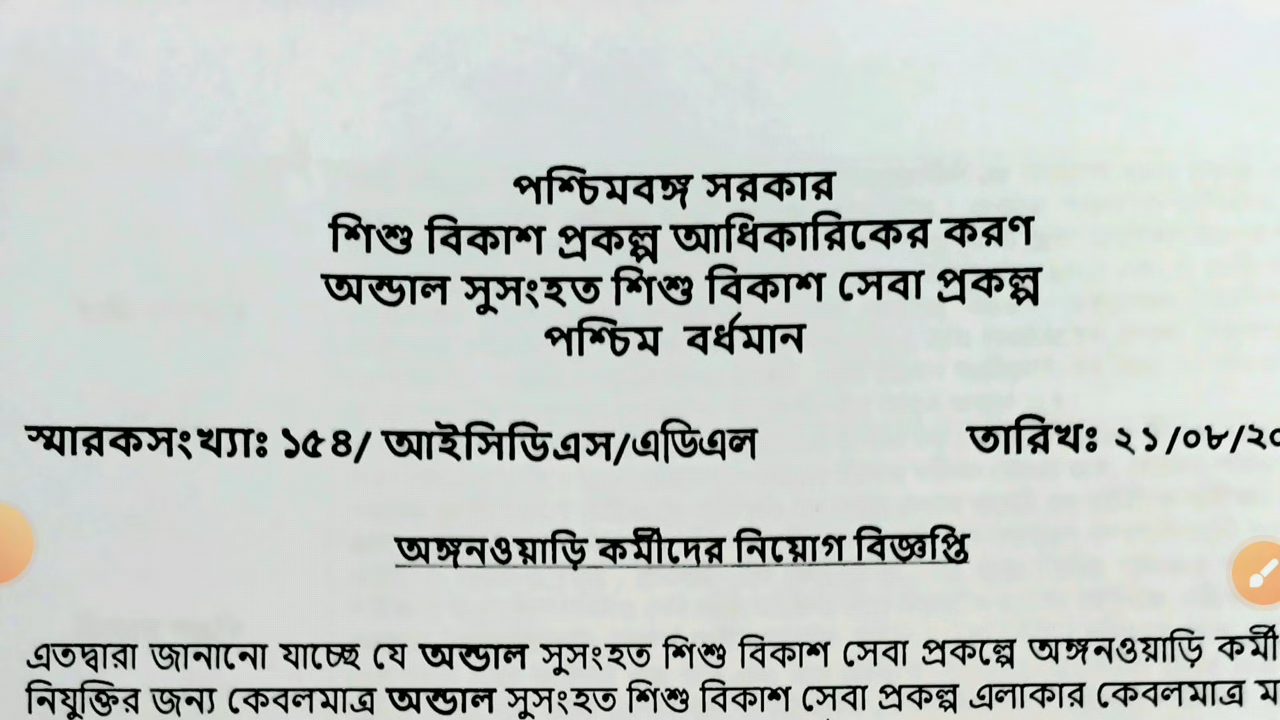 পশ্চিমবঙ্গ সরকার
শিশু বিকাশ প্রকল্প আধিকারিকের করণ
অন্ডাল সুসংহত শিশু বিকাশ সেবা প্রকল্প
পশ্চিম বর্ধমান
স্মারকসংখ্যাঃ ১৫৪/ আইসিডিএস/এডিএল তারিখঃ ২১/০৮/২০
অঙ্গনওয়াড়ি কর্মীদের নিয়োগ বিজ্ঞপ্তি
এতদ্বারা জানানো যাচ্ছে যে অন্ডাল সুসংহত শিশু বিকাশ সেবা প্রকল্পে অঙ্গনওয়াড়ি কর্মী
নিযুক্তির জন্য কেবলমাত্র অন্ডাল সুসংহত শিশু বিকাশ সেবা প্রকল্প এলাকার কেবলমাত্র ম